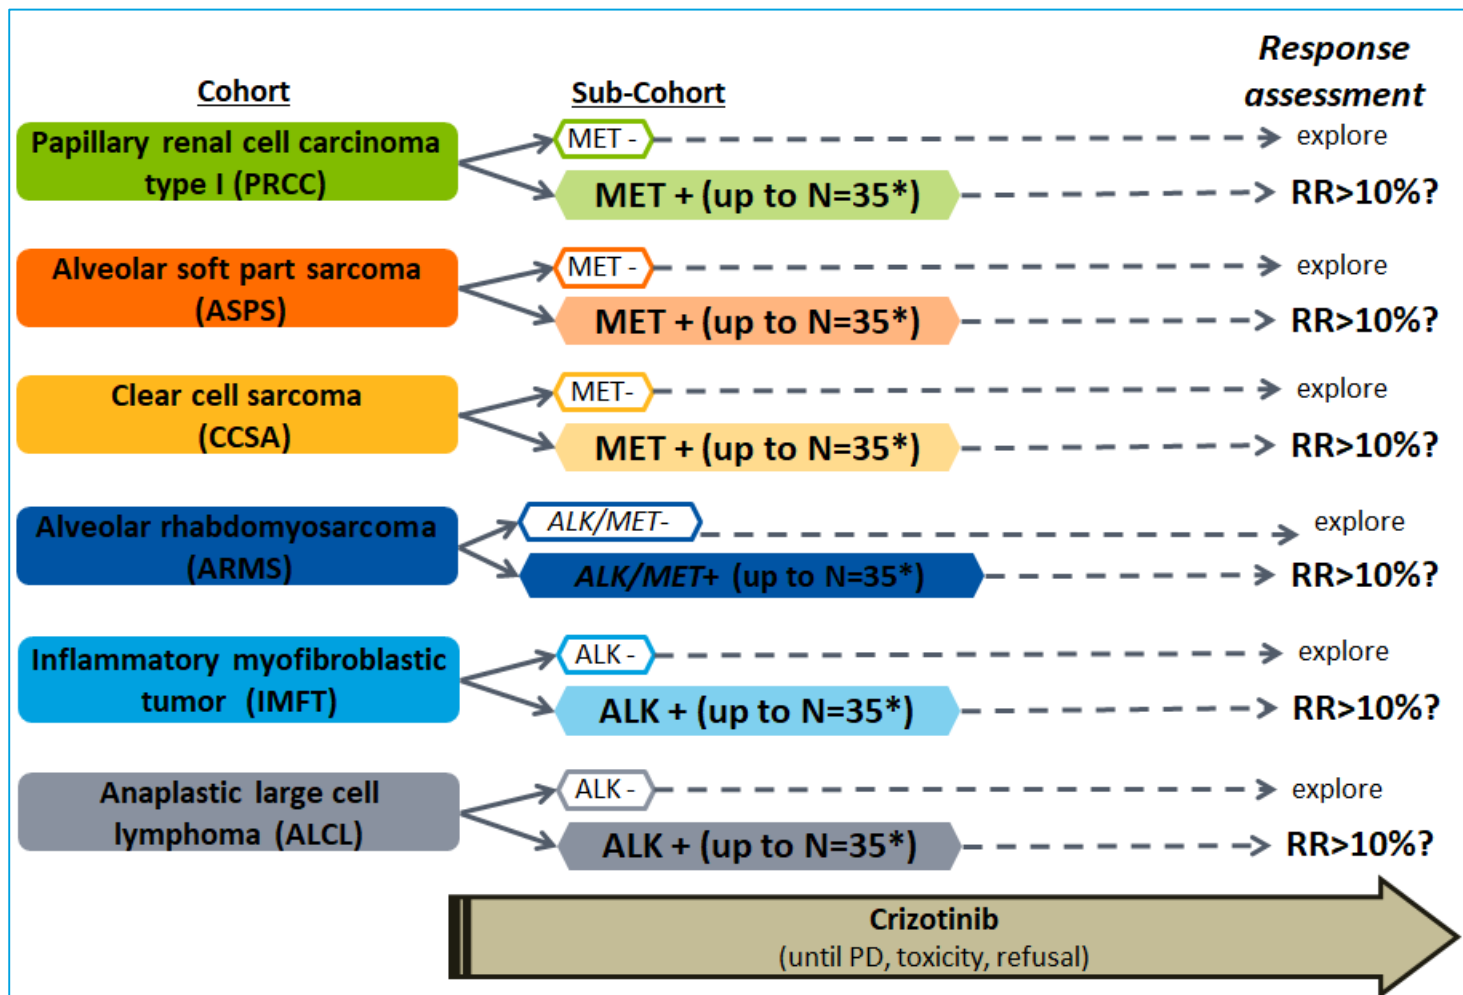 Response
assessment
Cohort
Sub-Cohort
Papillary renal cell carcinoma
type I (PRCC)
MET -
explore
MET + (up to N=35*)
RR>10%?
Alveolar soft part sarcoma
(ASPS)
MET -
explore
MET + (up to N=35*)
RR>10%?
Clear cell sarcoma
(CCSA)
MET-
explore
MET + (up to N=35*)
RR>10%?
Alveolar rhabdomyosarcoma
(ARMS)
ALK/MET-
explore
ALK/MET+ (up to N=35*)
RR>10%?
Inflammatory myofibroblastic
tumor (IMFT)
ALK -
explore
ALK + (up to N=35*)
RR>10%?
Anaplastic large cell
lymphoma (ALCL)
ALK -
explore
ALK + (up to N=35*)
RR>10%?
Crizotinib
(until PD, toxicity, refusal)